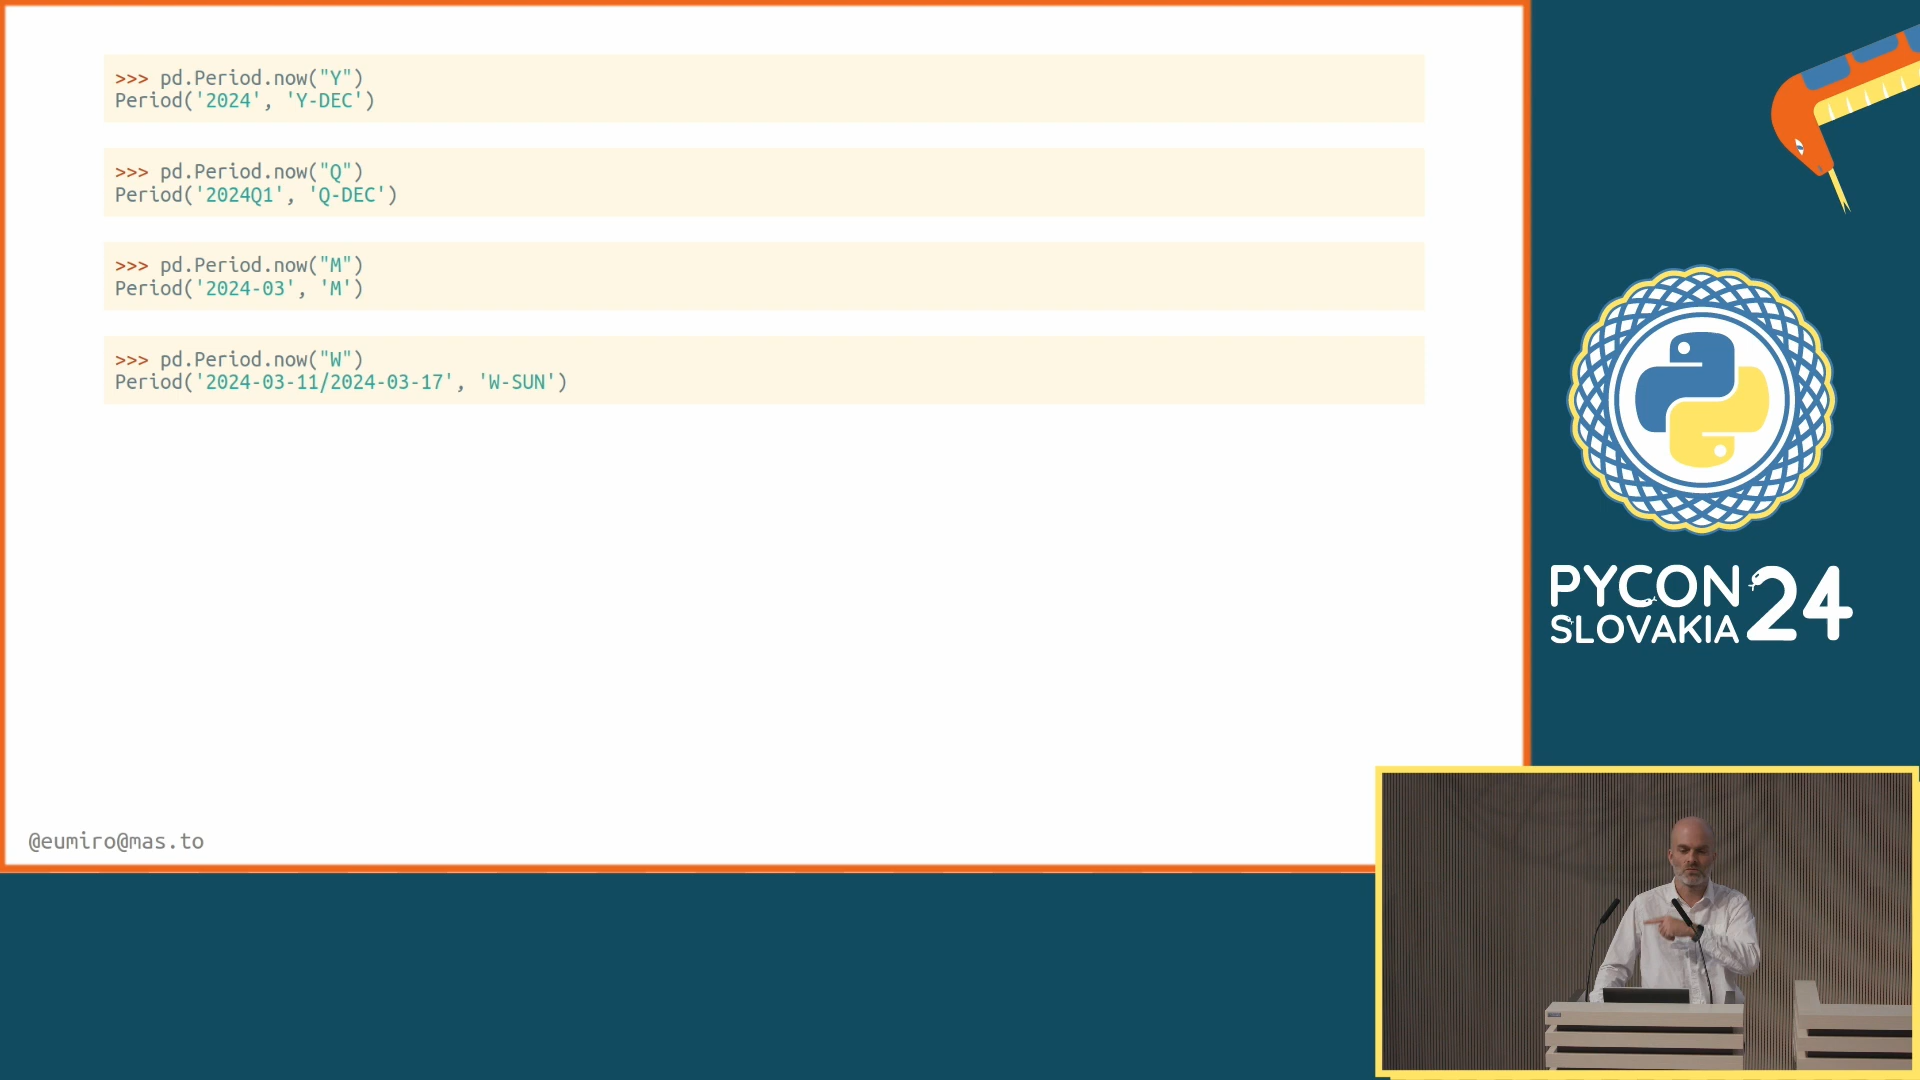 >>> pd.Period.now("Y")
Period('2024', 'Y-DEC')
>>> pd.Period.now("Q")
Period('2024Q1', 'Q-DEC')
>>> pd.Period.now("M")
Period('2024-03', 'M')
>>> pd.Period.now("W")
Period('2024-03-11/2024-03-17', 'W-SUN')
@eumiro@mas.to
PYCON
SLOVAKIA
24